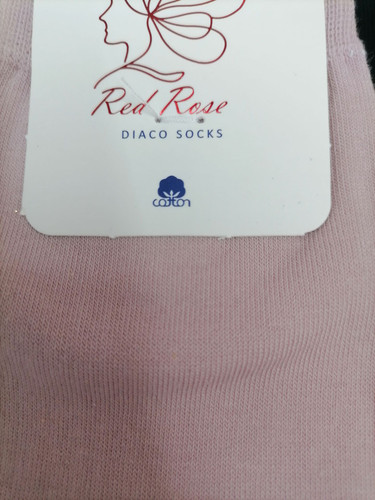 Red Rose
DIACO SOCKS
cotton